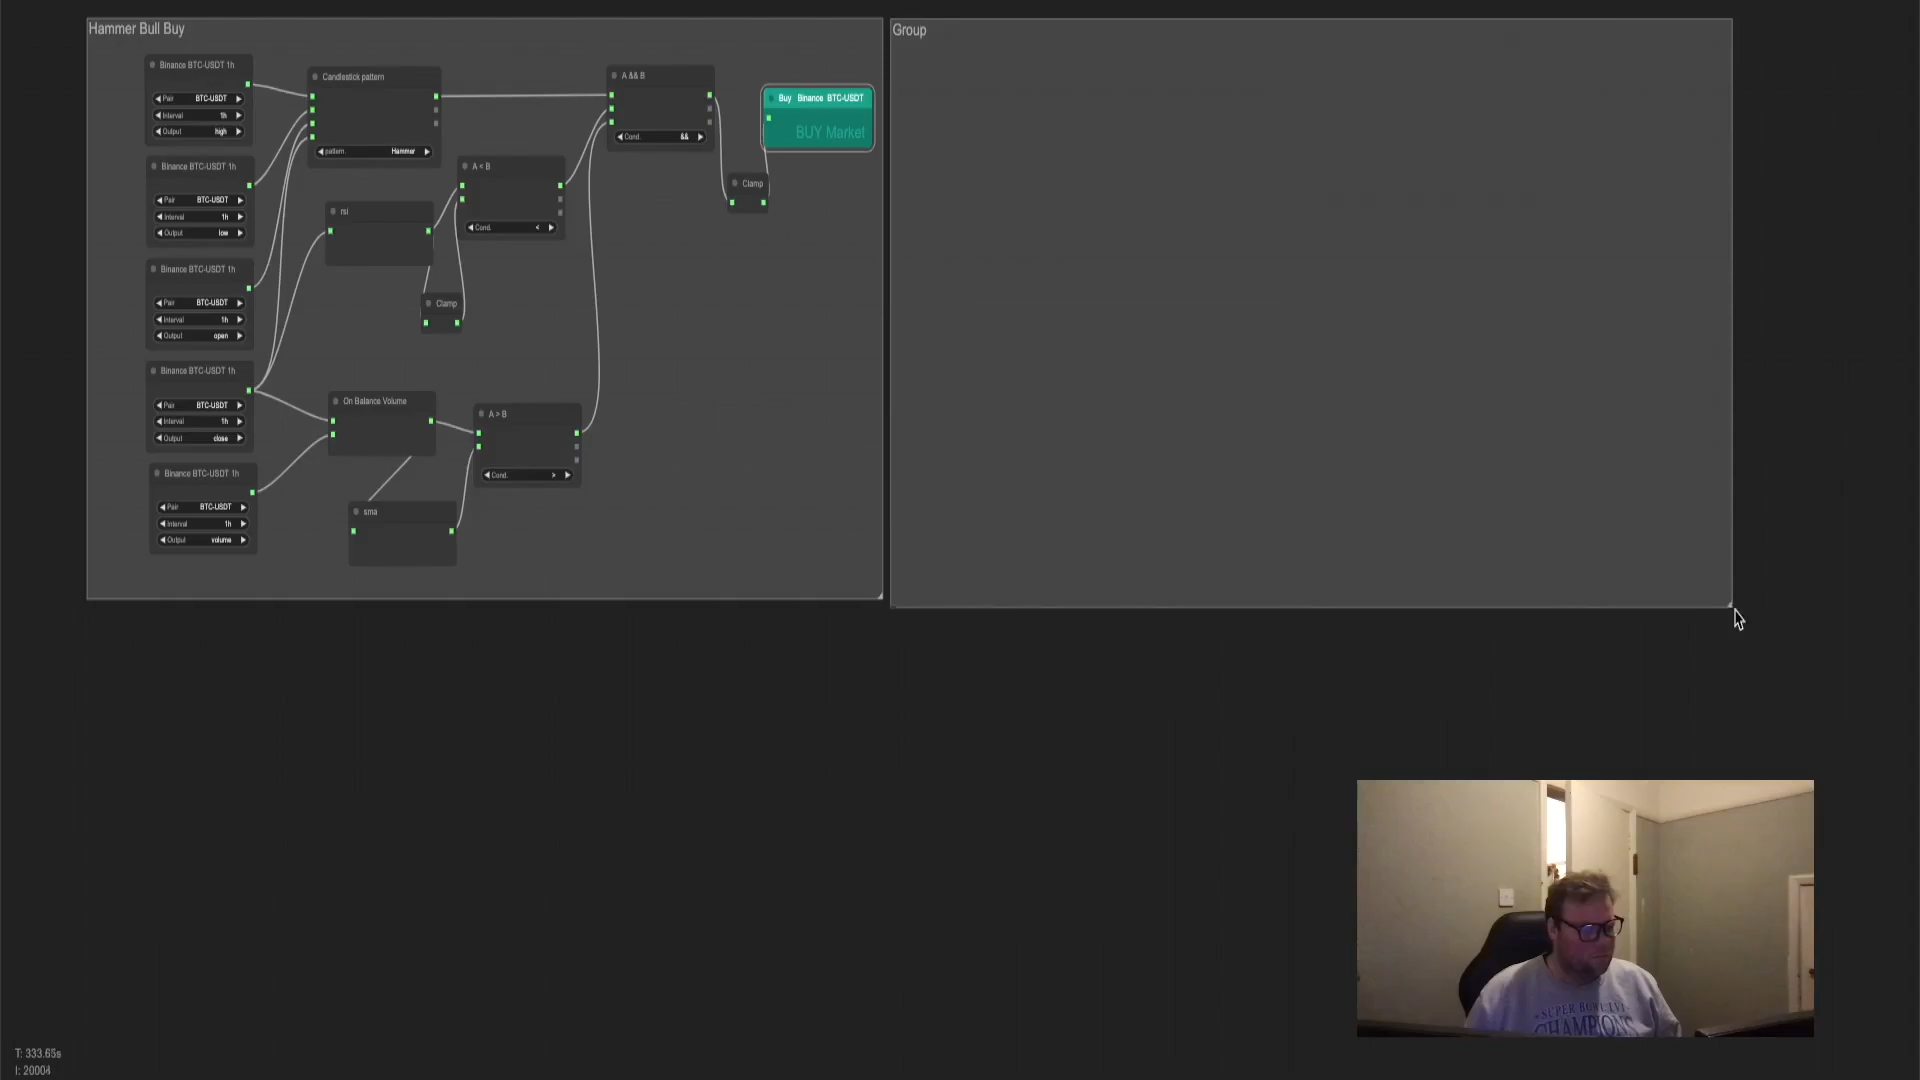 Hammer Bull Buy
Group
Binance BTC-USDT 1h
Pair BTC-USDT
Interval 1h
Output high
Candlestick pattern
pattern. Hammer
A && B
Cond. &&
Buy Binance BTC-USDT
BUY Market
Clamp
Binance BTC-USDT 1h
Pair BTC-USDT
Interval 1h
Output low
A < B
Cond. <
rsi
Clamp
Binance BTC-USDT 1h
Pair BTC-USDT
Interval 1h
Output open
Binance BTC-USDT 1h
Pair BTC-USDT
Interval 1h
Output close
On Balance Volume
A > B
Cond. >
Binance BTC-USDT 1h
Pair BTC-USDT
Interval 1h
Output volume
sma
SUPER BOWL LVI
CHAMPIONS
T: 333.65s
I: 20004